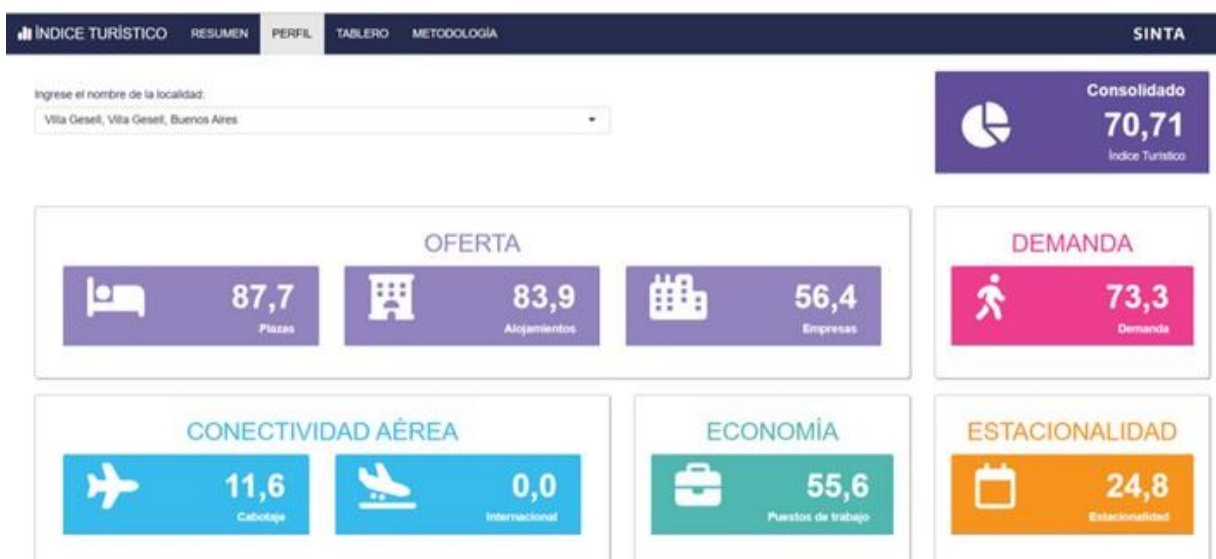 ÍNDICE TURÍSTICO RESUMEN PERFIL TABLERO METODOLOGÍA SINTA
Ingrese el nombre de la localidad:
Villa Gesell, Villa Gesell, Buenos Aires
Consolidado
70,71
Índice Turístico
OFERTA
87,7
Plazas
83,9
Alojamientos
56,4
Empresas
DEMANDA
73,3
Demanda
CONECTIVIDAD AÉREA
11,6
Cabotaje
0,0
Internacional
ECONOMÍA
55,6
Puestos de trabajo
ESTACIONALIDAD
24,8
Estacionalidad